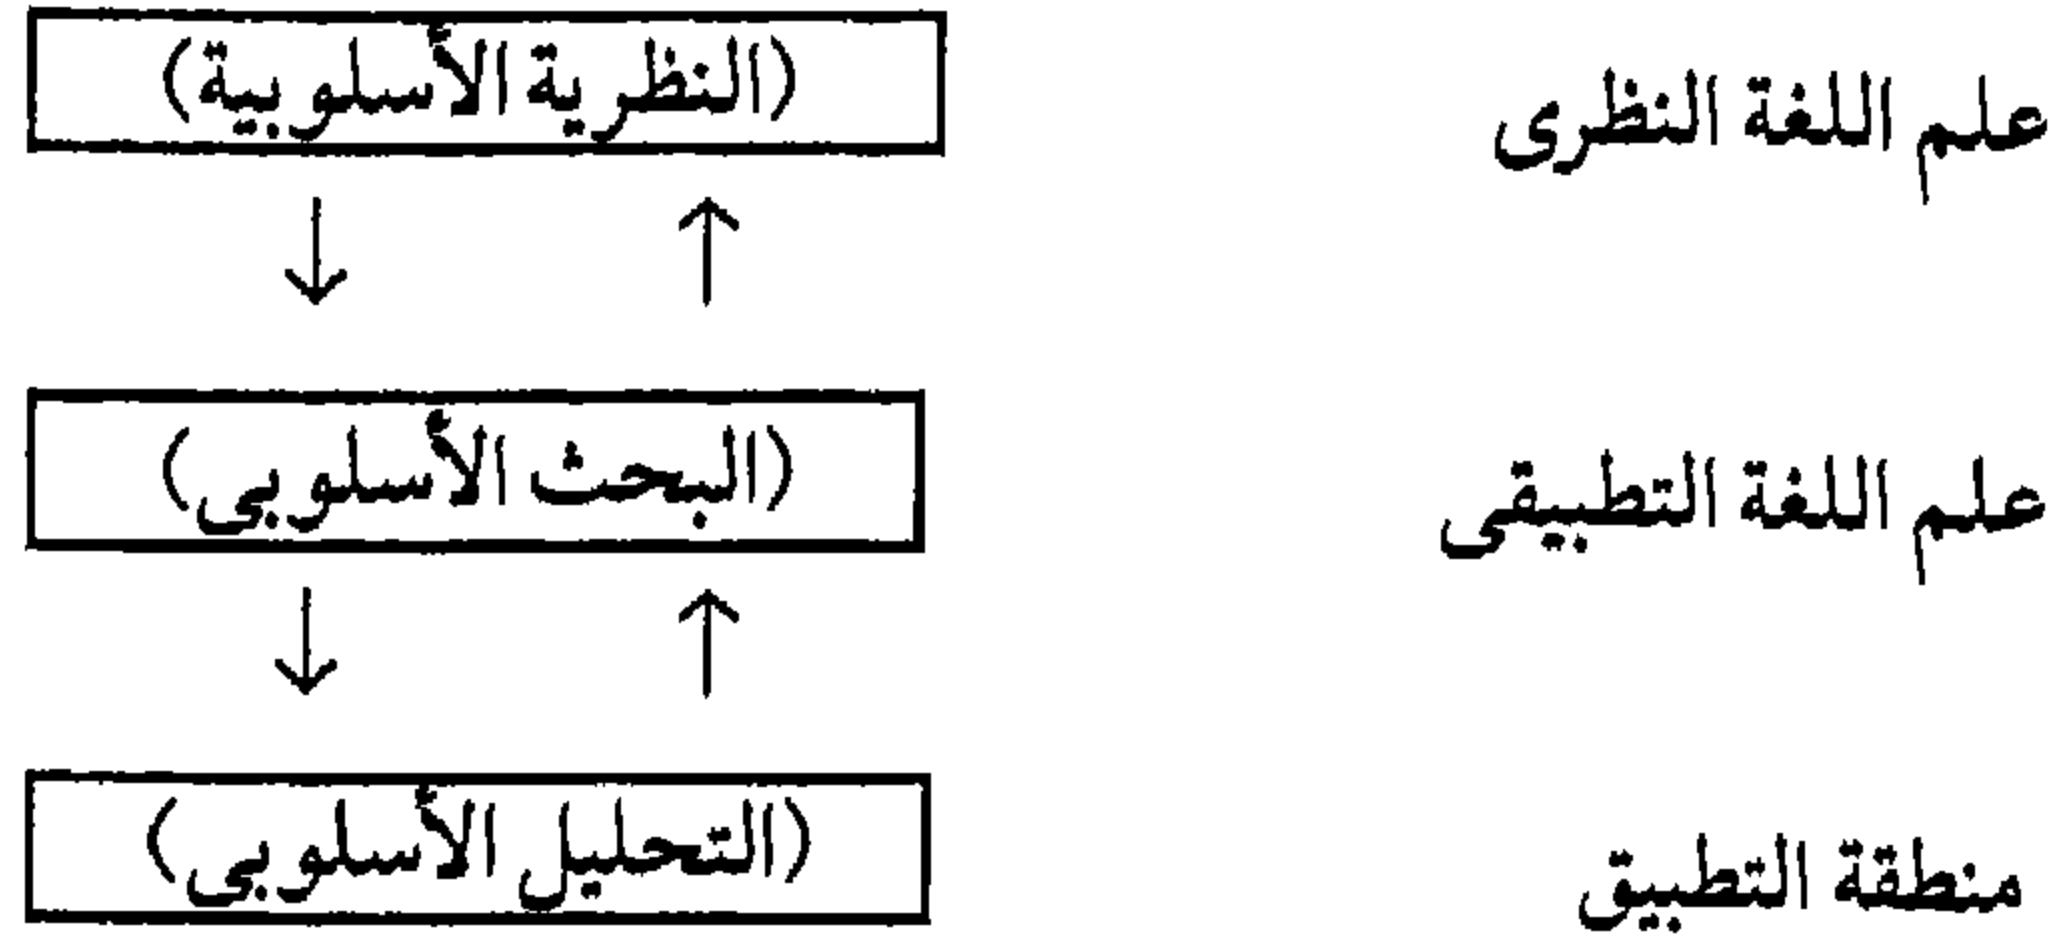 علم اللغة النظرى (النظرية الأسلوبية)
علم اللغة التطبيقى (البحث الأسلوبى)
منطقة التطبيق (التحليل الأسلوبى)